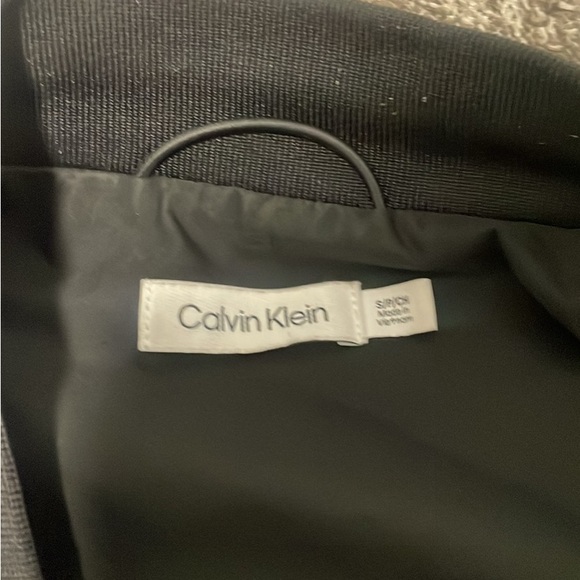 Calvin Klein
S/P/CH
Made in
Vietnam